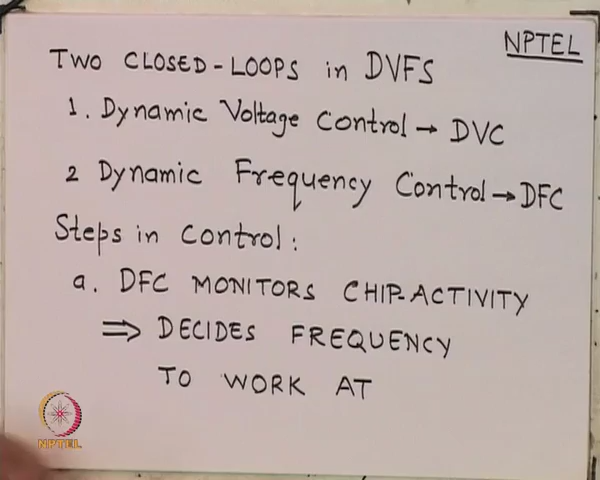 NPTEL
TWO CLOSED-LOOPS in DVFS
1. Dynamic Voltage Control → DVC
2 Dynamic Frequency Control → DFC
Steps in Control:
a. DFC MONITORS CHIP-ACTIVITY
⇒ DECIDES FREQUENCY
TO WORK AT
NPTEL